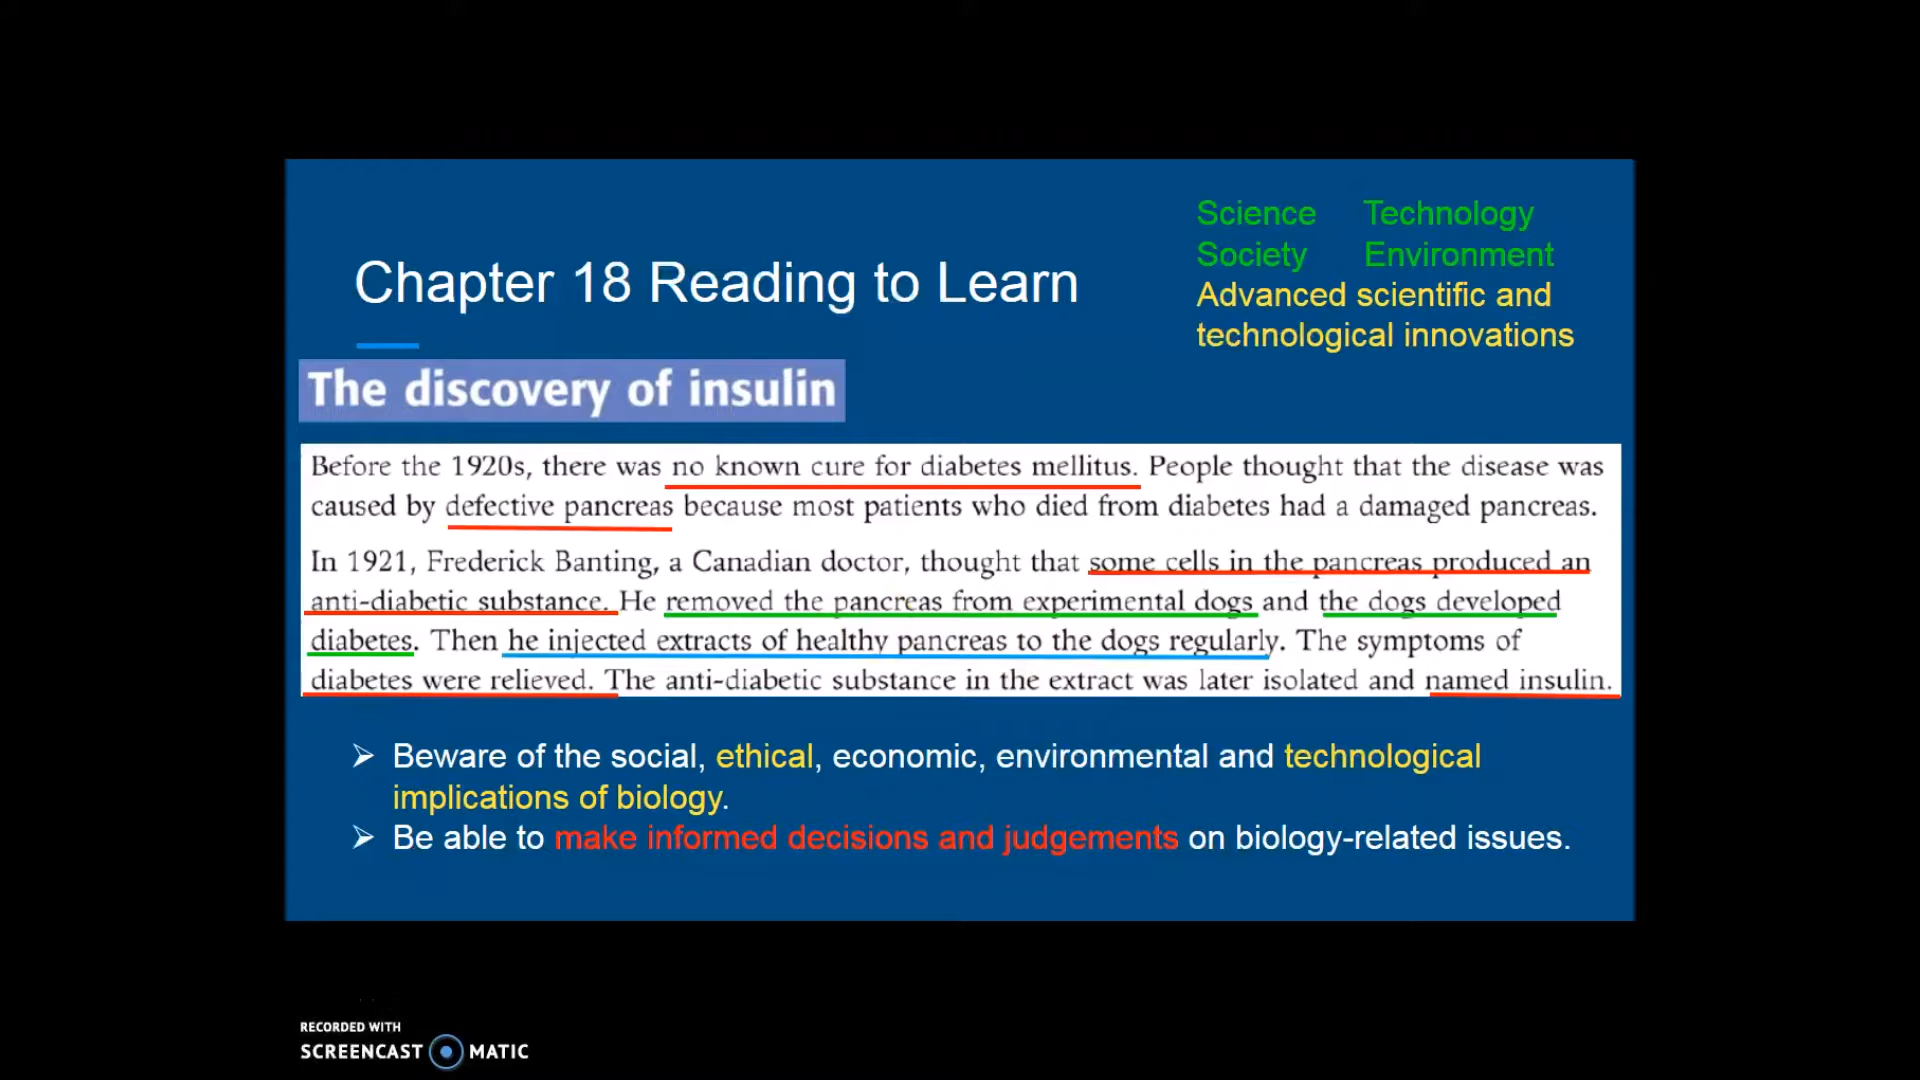 Science Technology
Society Environment
Advanced scientific and
technological innovations
Chapter 18 Reading to Learn
The discovery of insulin
Before the 1920s, there was no known cure for diabetes mellitus. People thought that the disease was
caused by defective pancreas because most patients who died from diabetes had a damaged pancreas.
In 1921, Frederick Banting, a Canadian doctor, thought that some cells in the pancreas produced an
anti-diabetic substance. He removed the pancreas from experimental dogs and the dogs developed
diabetes. Then he injected extracts of healthy pancreas to the dogs regularly. The symptoms of
diabetes were relieved. The anti-diabetic substance in the extract was later isolated and named insulin.
➢ Beware of the social, ethical, economic, environmental and technological
implications of biology.
➢ Be able to make informed decisions and judgements on biology-related issues.
RECORDED WITH
SCREENCAST MATIC